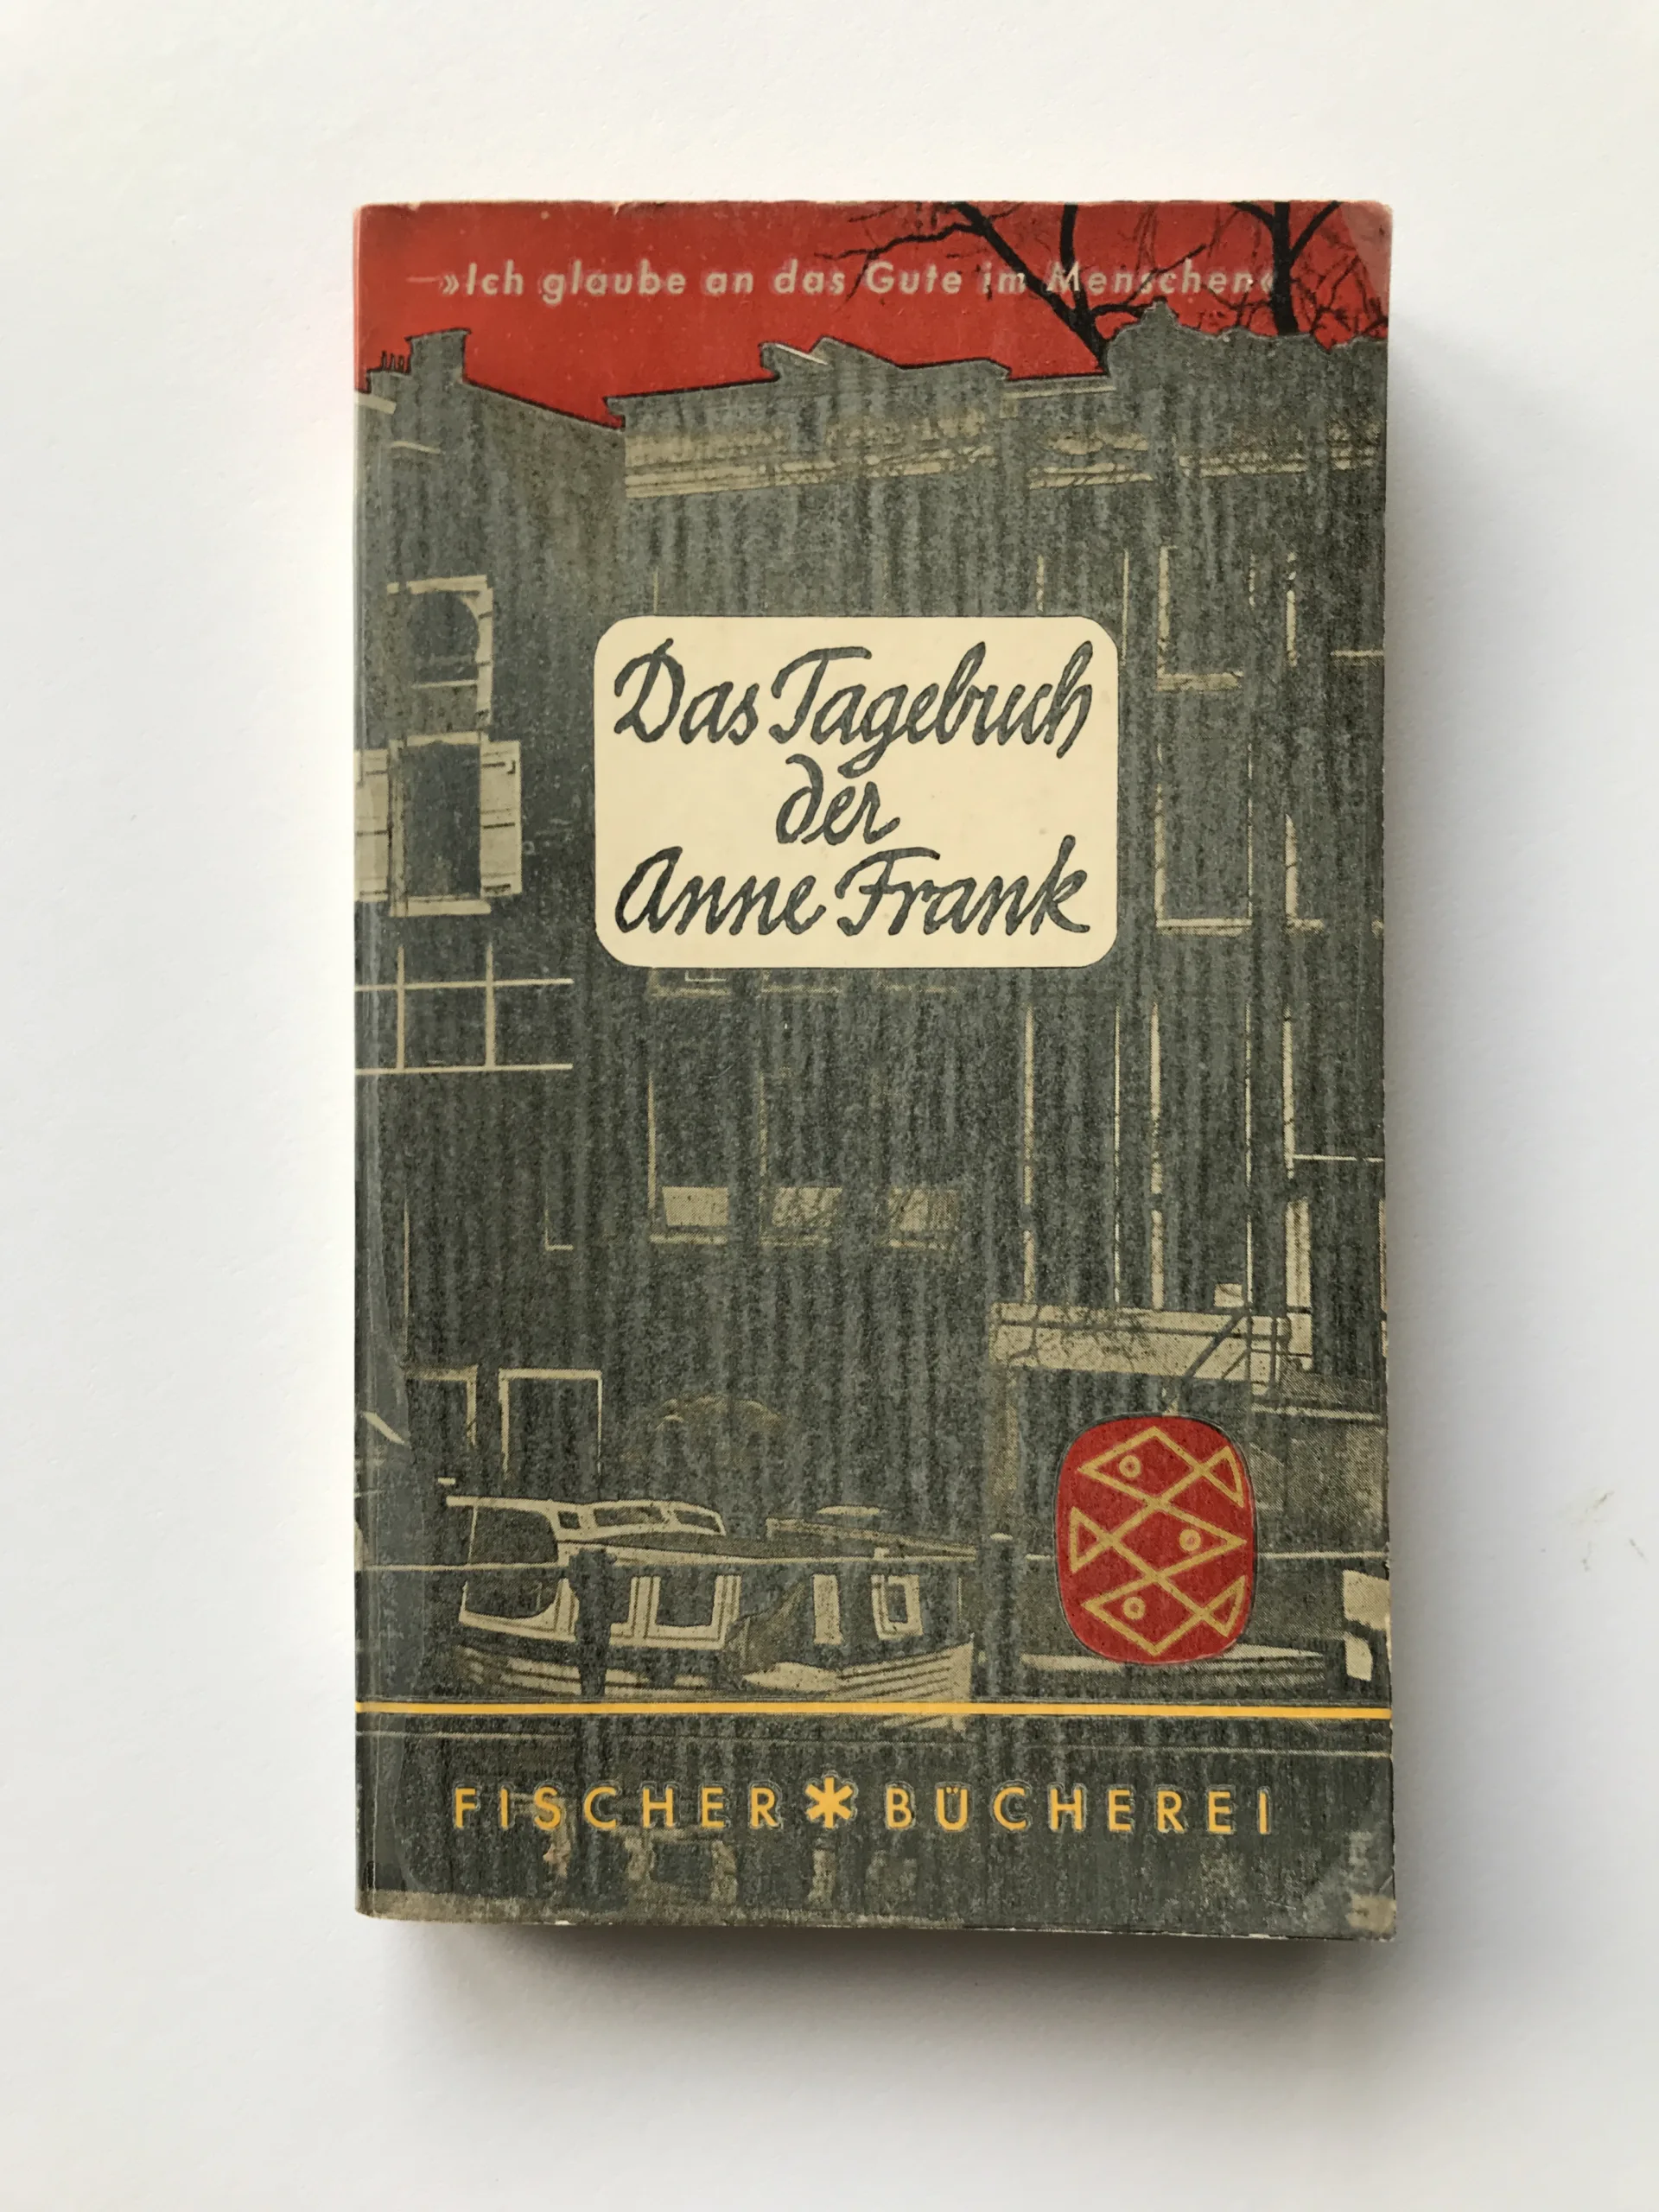 »Ich glaube an das Gute im Menschen«
Das Tagebuch
der
Anne Frank
FISCHER * BÜCHEREI